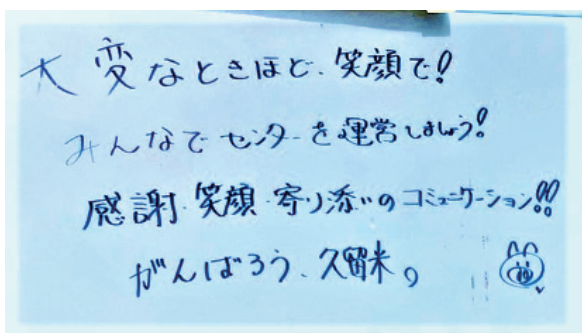 大変なときほど、笑顔で!
みんなでセンターを運営しましょう!
感謝・笑顔・寄り添いのコミュニケーション!!
がんばろう、久留米。